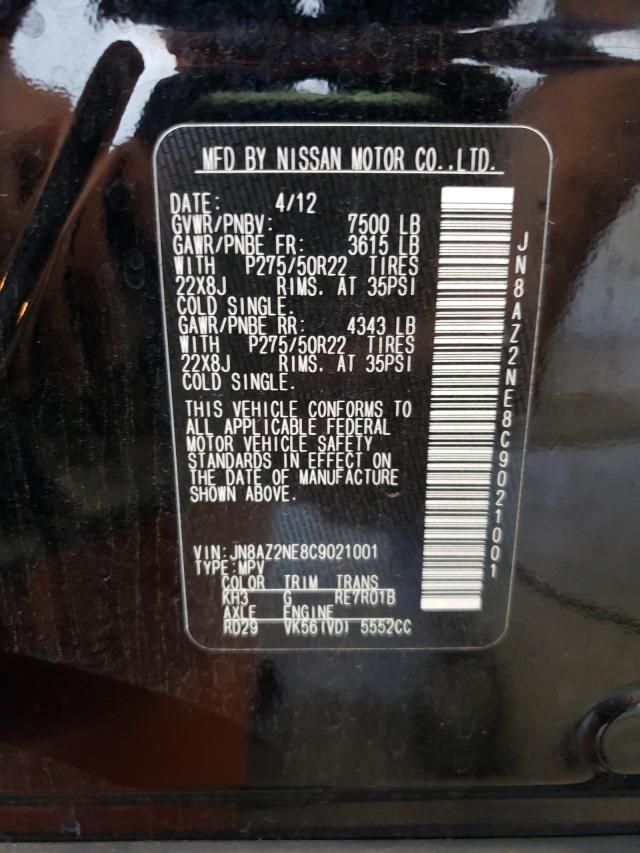 MFD BY NISSAN MOTOR CO.,LTD.
DATE: 4/12
GVWR/PNBV: 7500 LB
GAWR/PNBE FR: 3615 LB
WITH P275/50R22 TIRES
22X8J RIMS. AT 35PSI
COLD SINGLE.
GAWR/PNBE RR: 4343 LB
WITH P275/50R22 TIRES
22X8J RIMS. AT 35PSI
COLD SINGLE.
THIS VEHICLE CONFORMS TO
ALL APPLICABLE FEDERAL
MOTOR VEHICLE SAFETY
STANDARDS IN EFFECT ON
THE DATE OF MANUFACTURE
SHOWN ABOVE.
VIN: JN8AZ2NE8C9021001
TYPE: MPV
COLOR TRIM TRANS
KH3 G RE7R01B
AXLE ENGINE
RD29 VK56(VD) 5552CC
JN8AZ2NE8C9021001